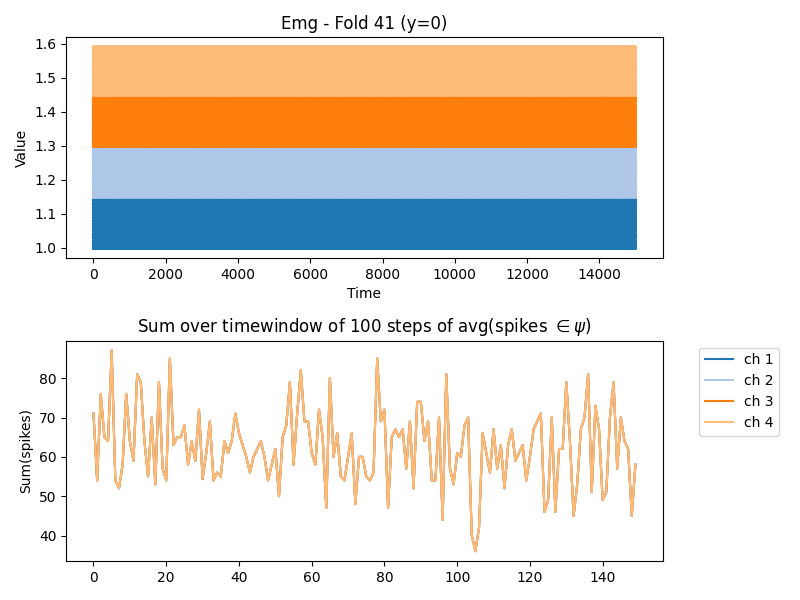 Emg - Fold 41 (y=0)
Value
1.6
1.5
1.4
1.3
1.2
1.1
1.0
0 2000 4000 6000 8000 10000 12000 14000
Time
Sum over timewindow of 100 steps of avg(spikes ∈ ψ)
Sum(spikes)
80
70
60
50
40
0 20 40 60 80 100 120 140
ch 1
ch 2
ch 3
ch 4